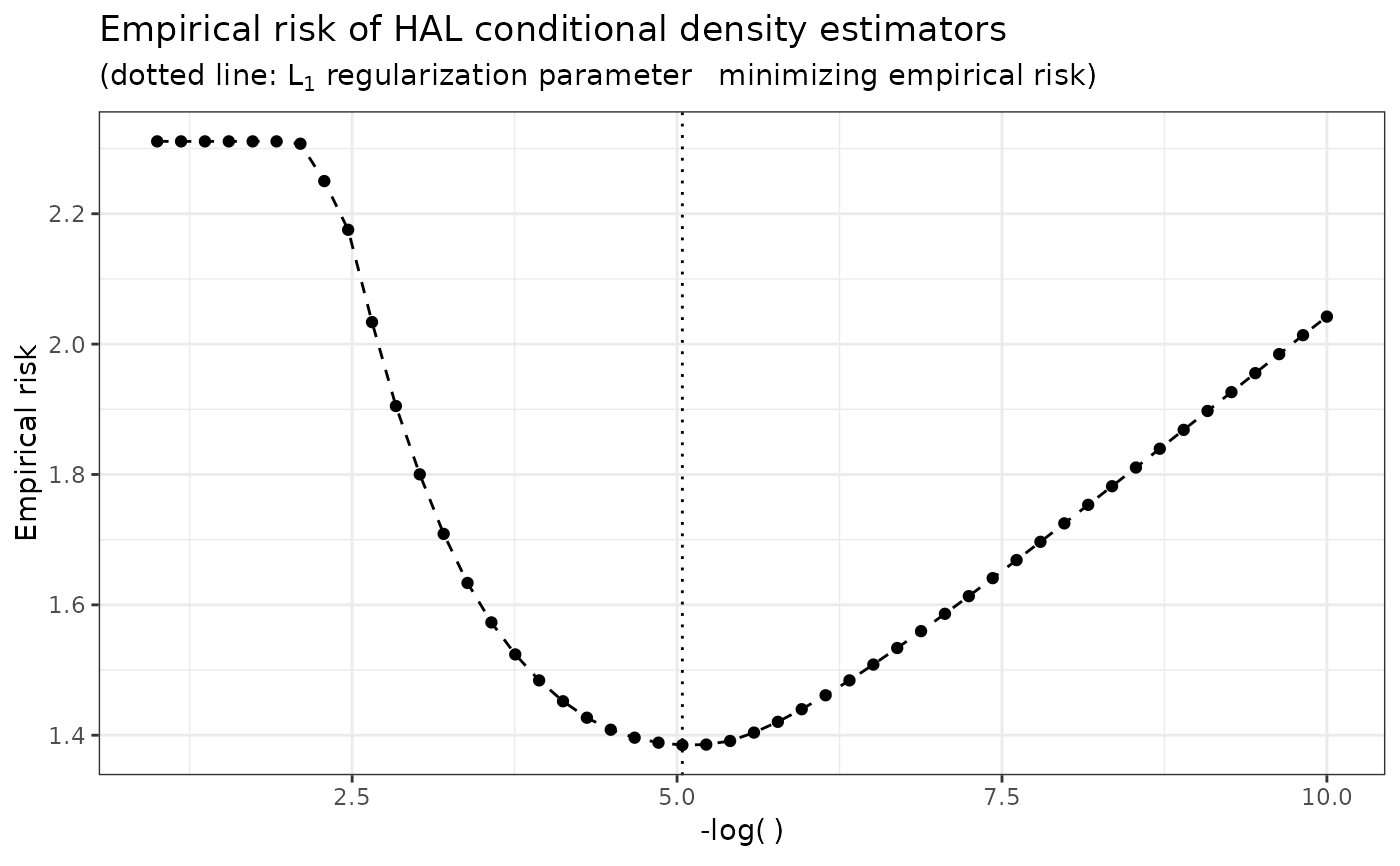 Empirical risk of HAL conditional density estimators
(dotted line: L₁ regularization parameter   minimizing empirical risk)
2.2
2.0
1.8
1.6
1.4
Empirical risk
2.5 5.0 7.5 10.0
-log( )